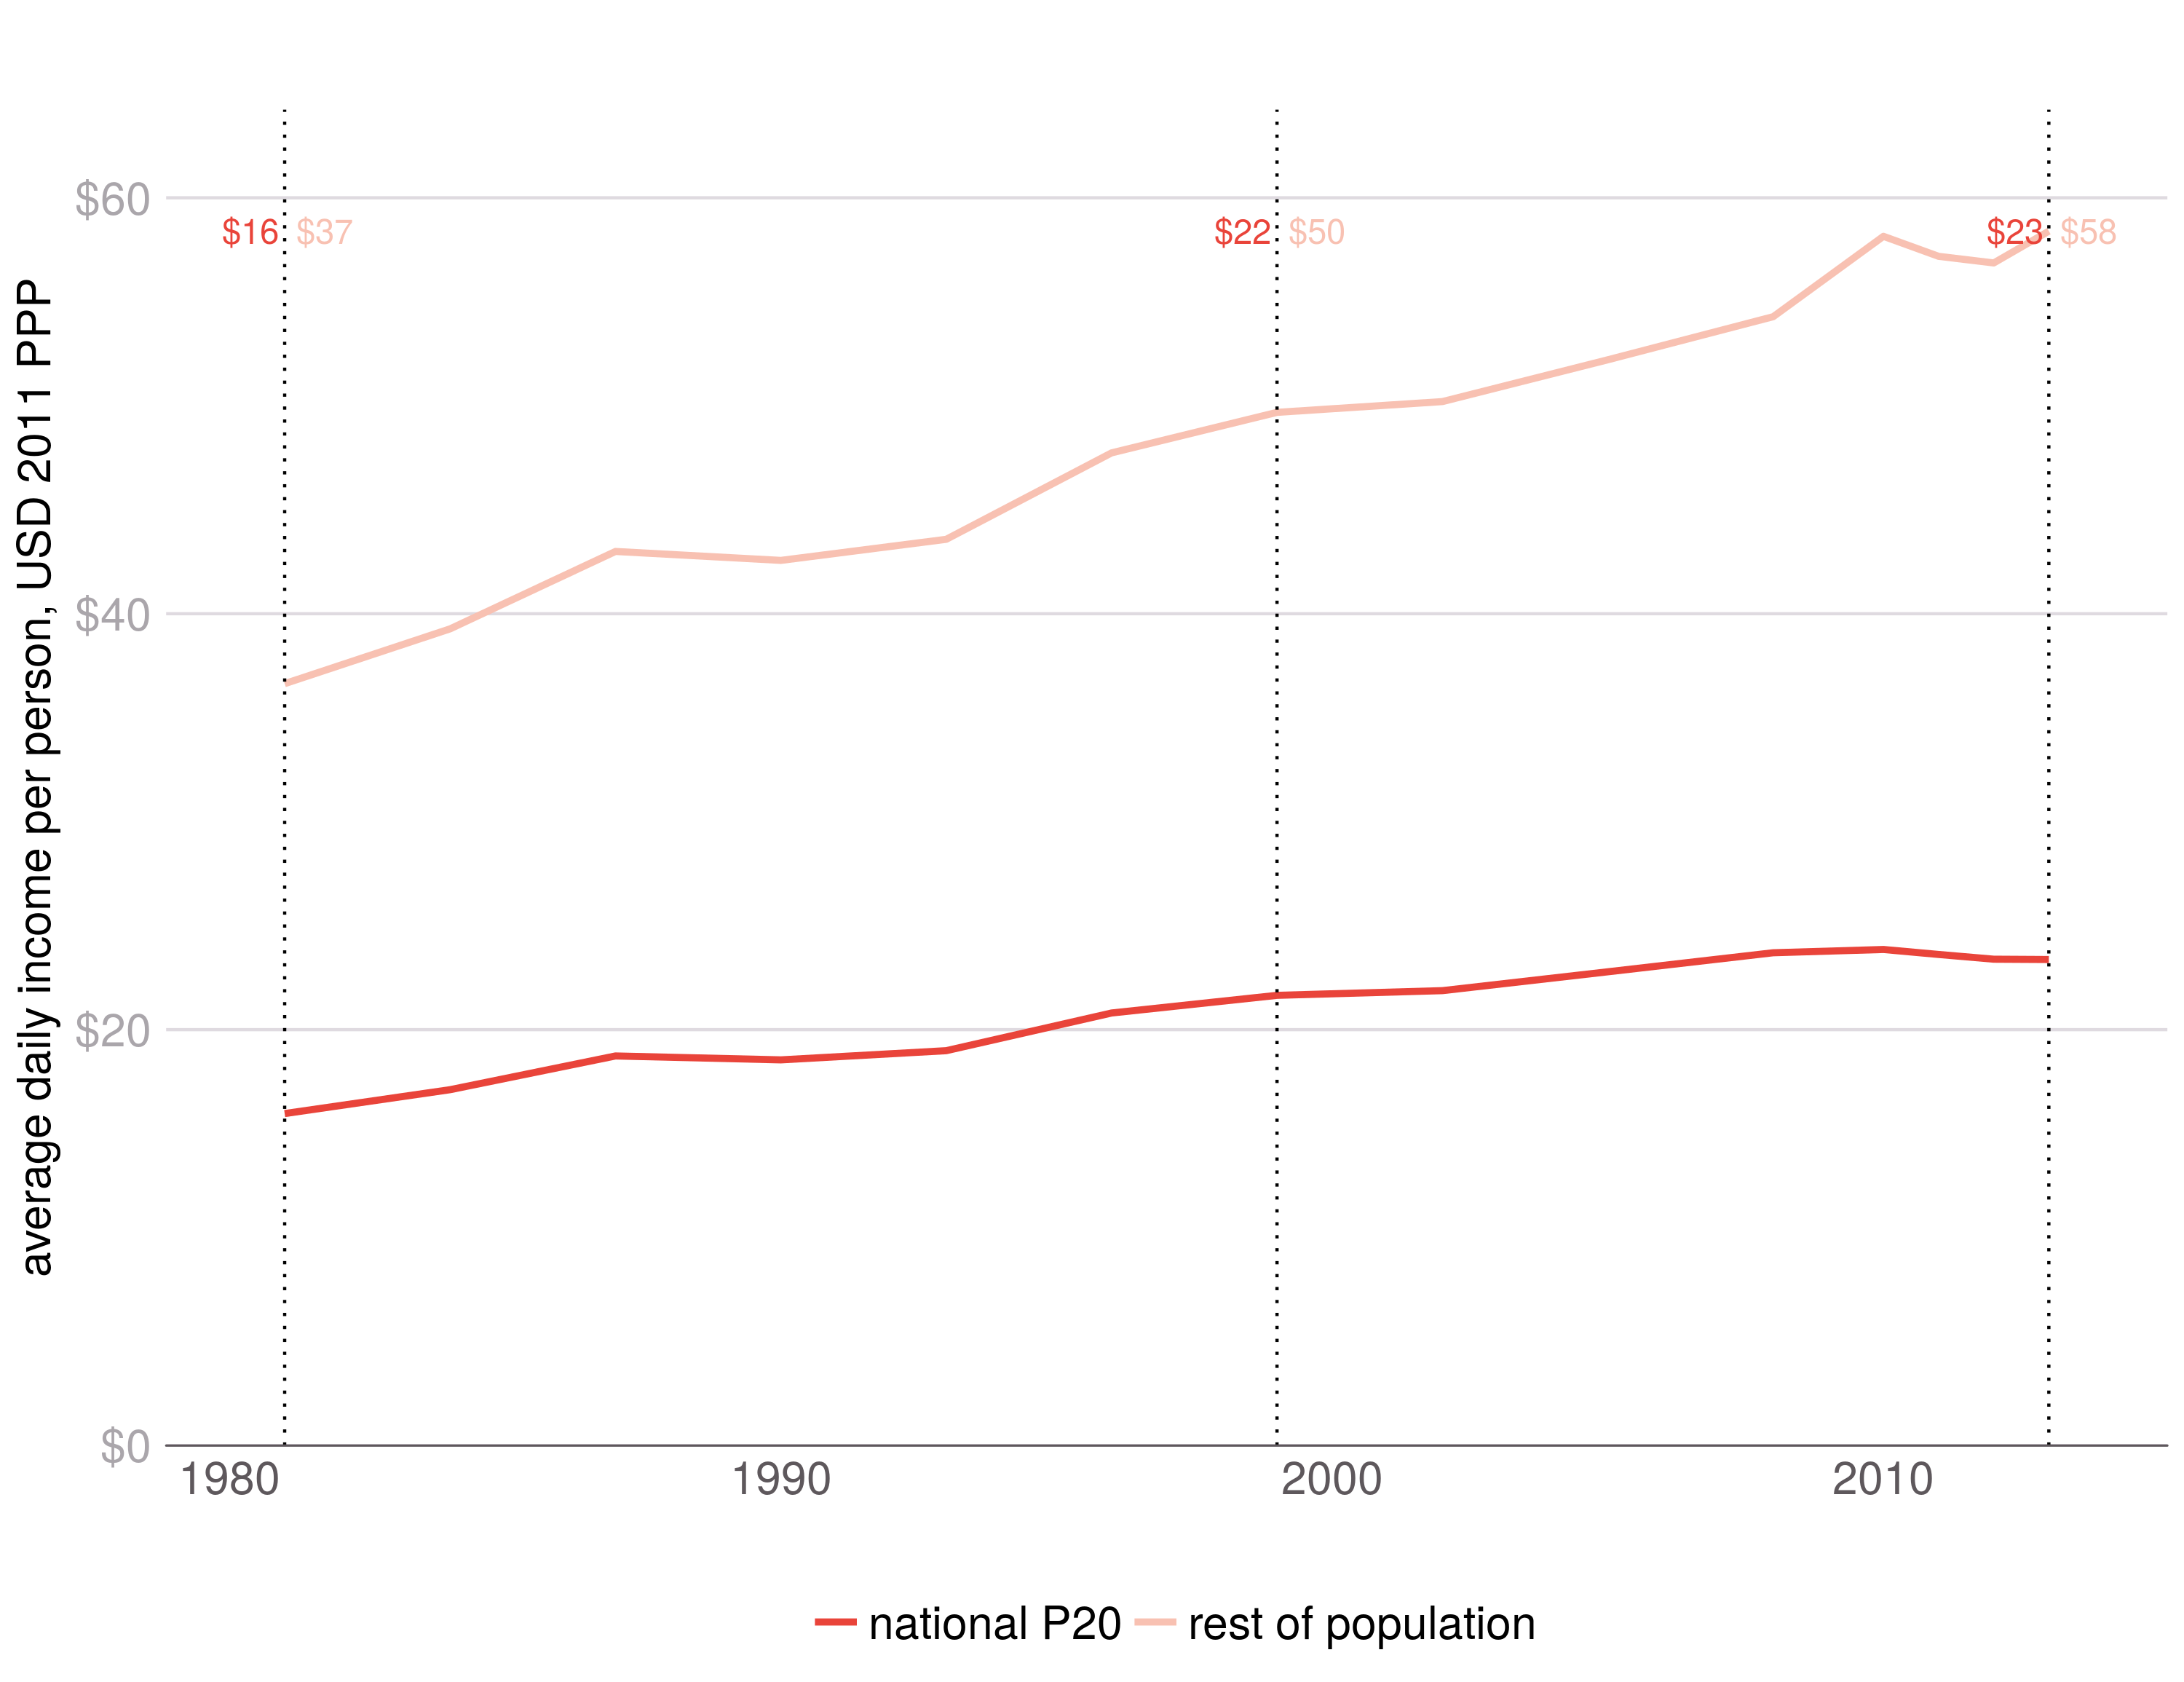 average daily income per person, USD 2011 PPP
$60
$16 $37 $22 $50 $23 $58
$40
$20
$0
1980 1990 2000 2010
national P20 rest of population